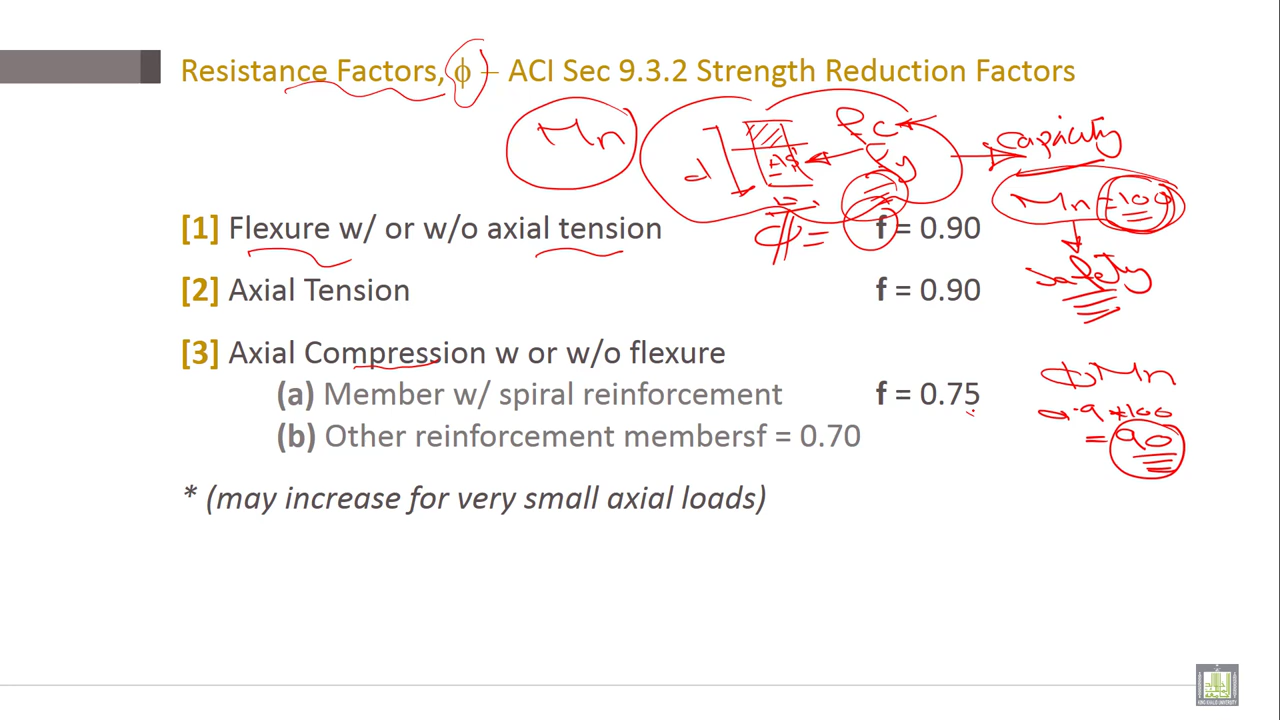 Resistance Factors, ϕ – ACI Sec 9.3.2 Strength Reduction Factors
Mn
d
As
fc
fy
capacity
Mn = 100
[1] Flexure w/ or w/o axial tension f = 0.90
ϕ =
safety
[2] Axial Tension f = 0.90
[3] Axial Compression w or w/o flexure
(a) Member w/ spiral reinforcement f = 0.75
(b) Other reinforcement membersf = 0.70
ϕMn
0.9 *100
= 90
* (may increase for very small axial loads)
KING KHALID UNIVERSITY